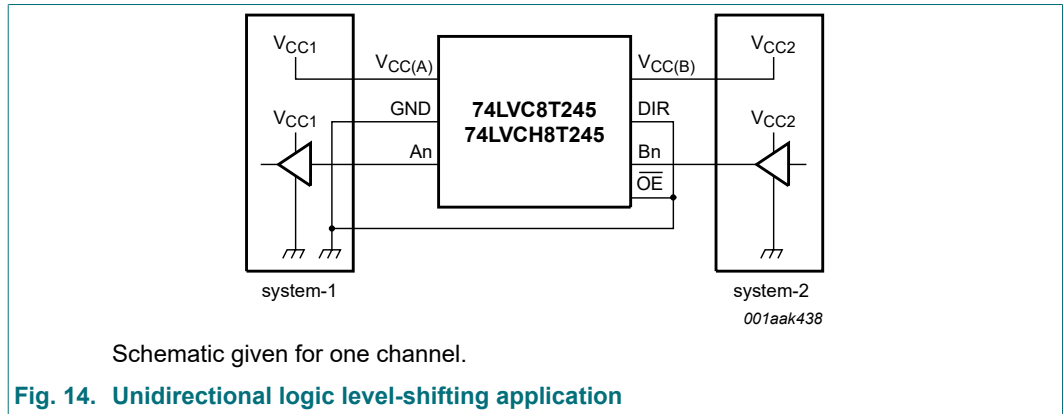 VCC1
VCC2
VCC(A)
VCC(B)
GND
74LVC8T245
DIR
74LVCH8T245
VCC1
VCC2
An
Bn
OE
system-1
system-2
001aak438
Schematic given for one channel.
Fig. 14. Unidirectional logic level-shifting application